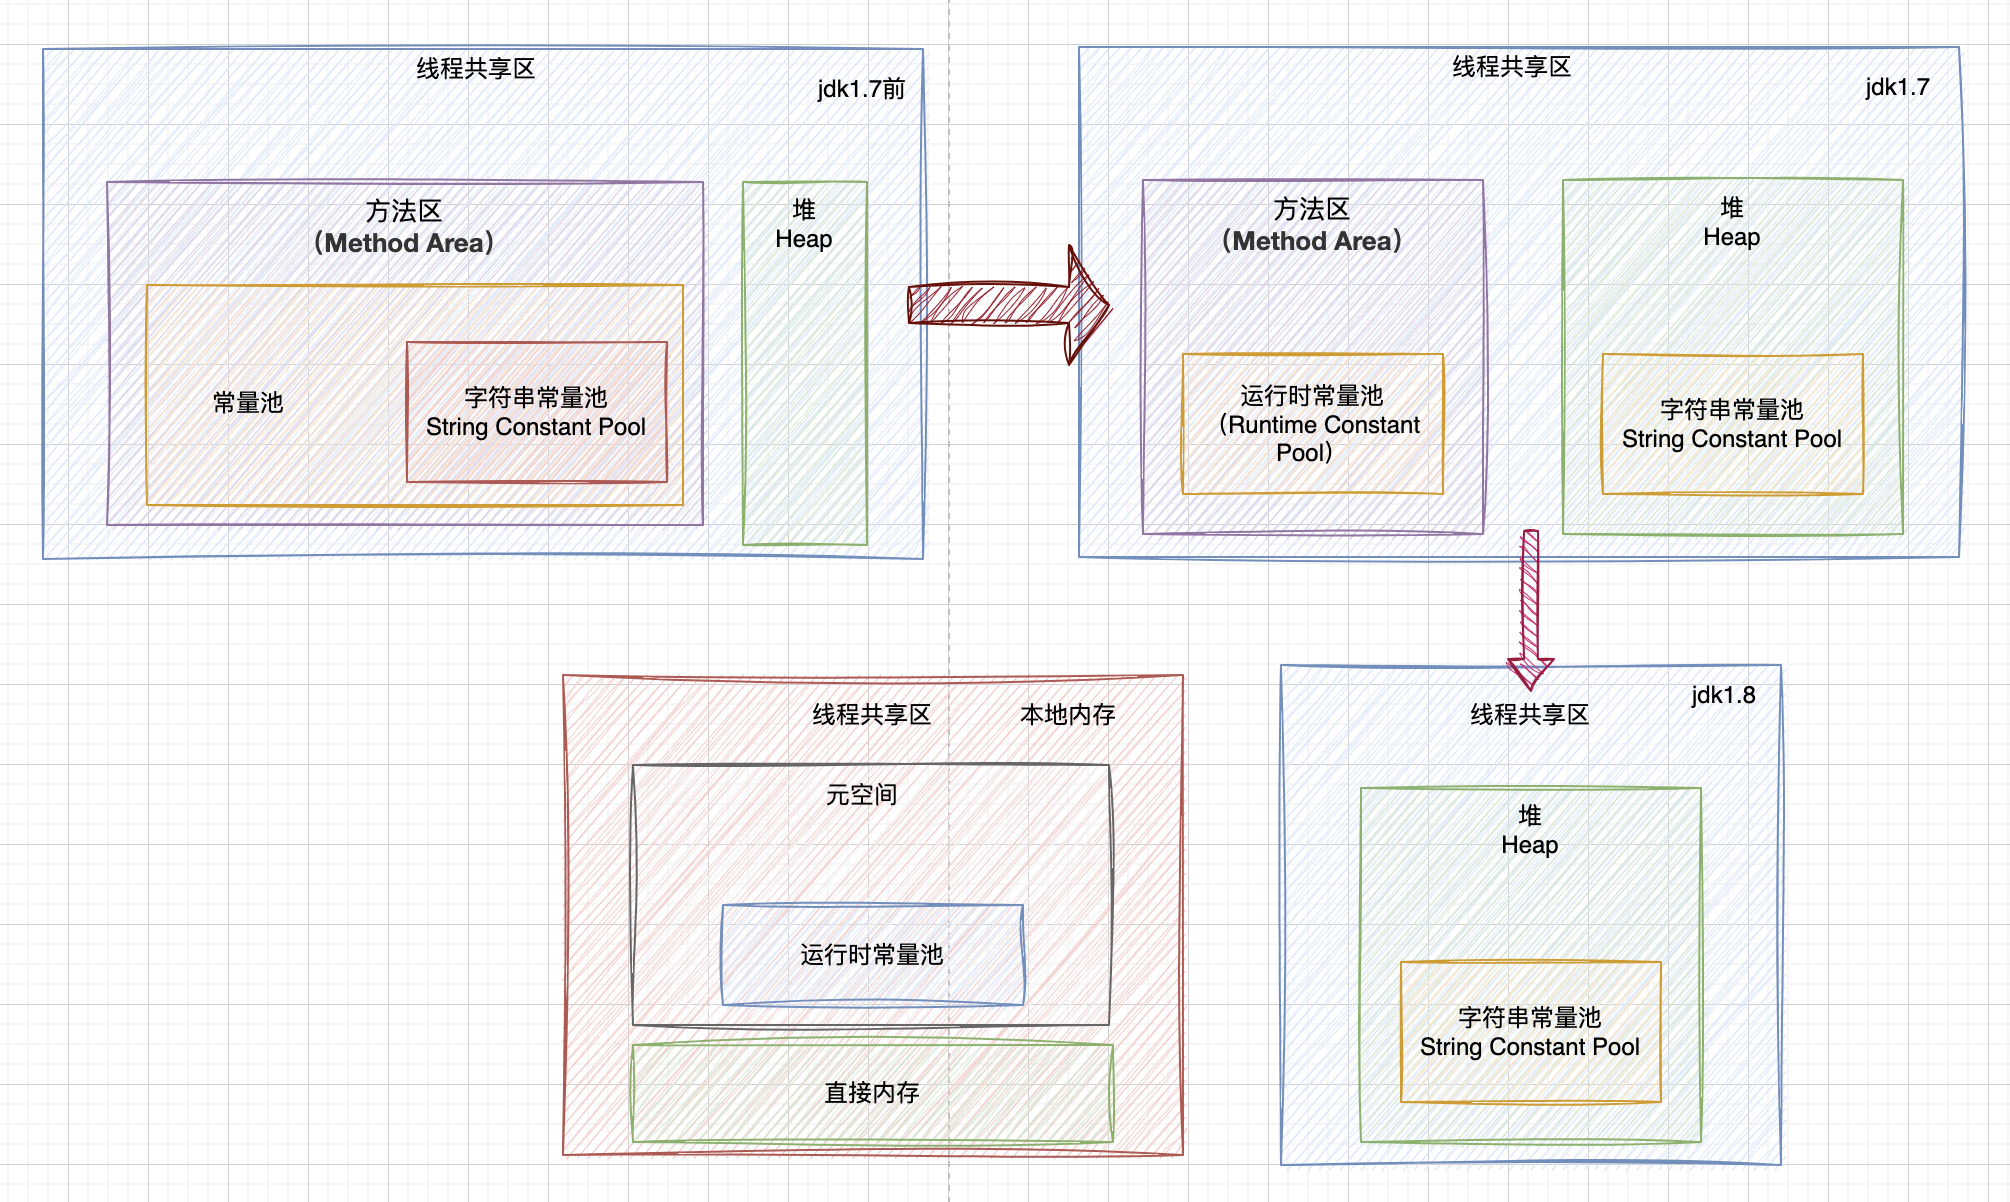 线程共享区
jdk1.7前
方法区
（Method Area）
常量池
字符串常量池
String Constant Pool
堆
Heap
线程共享区
jdk1.7
方法区
（Method Area）
运行时常量池
（Runtime Constant
Pool）
堆
Heap
字符串常量池
String Constant Pool
线程共享区
本地内存
元空间
运行时常量池
直接内存
jdk1.8
线程共享区
堆
Heap
字符串常量池
String Constant Pool